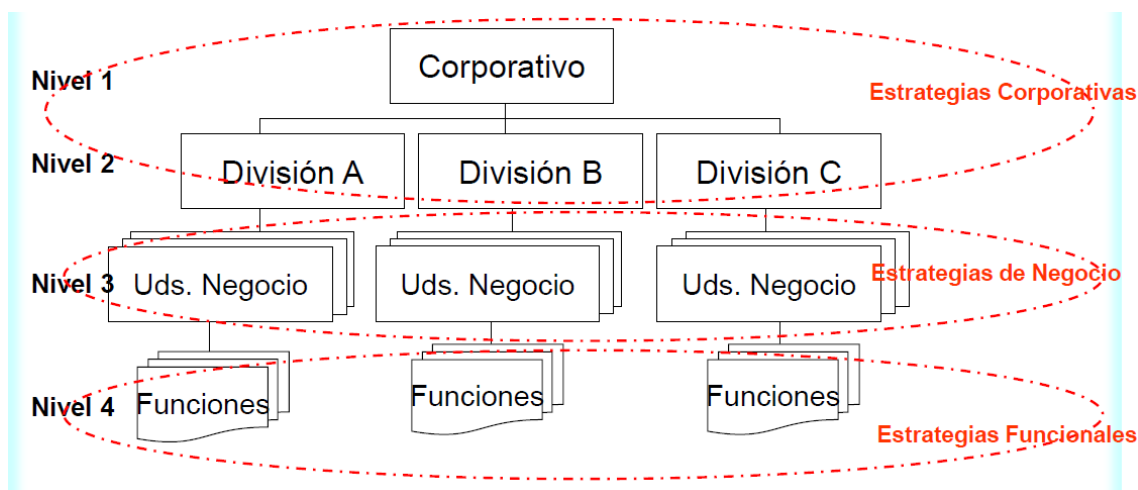 Corporativo
Nivel 1
Estrategias Corporativas
Nivel 2
División A
División B
División C
Nivel 3
Uds. Negocio
Uds. Negocio
Uds. Negocio
Estrategias de Negocio
Nivel 4
Funciones
Funciones
Funciones
Estrategias Funcionales